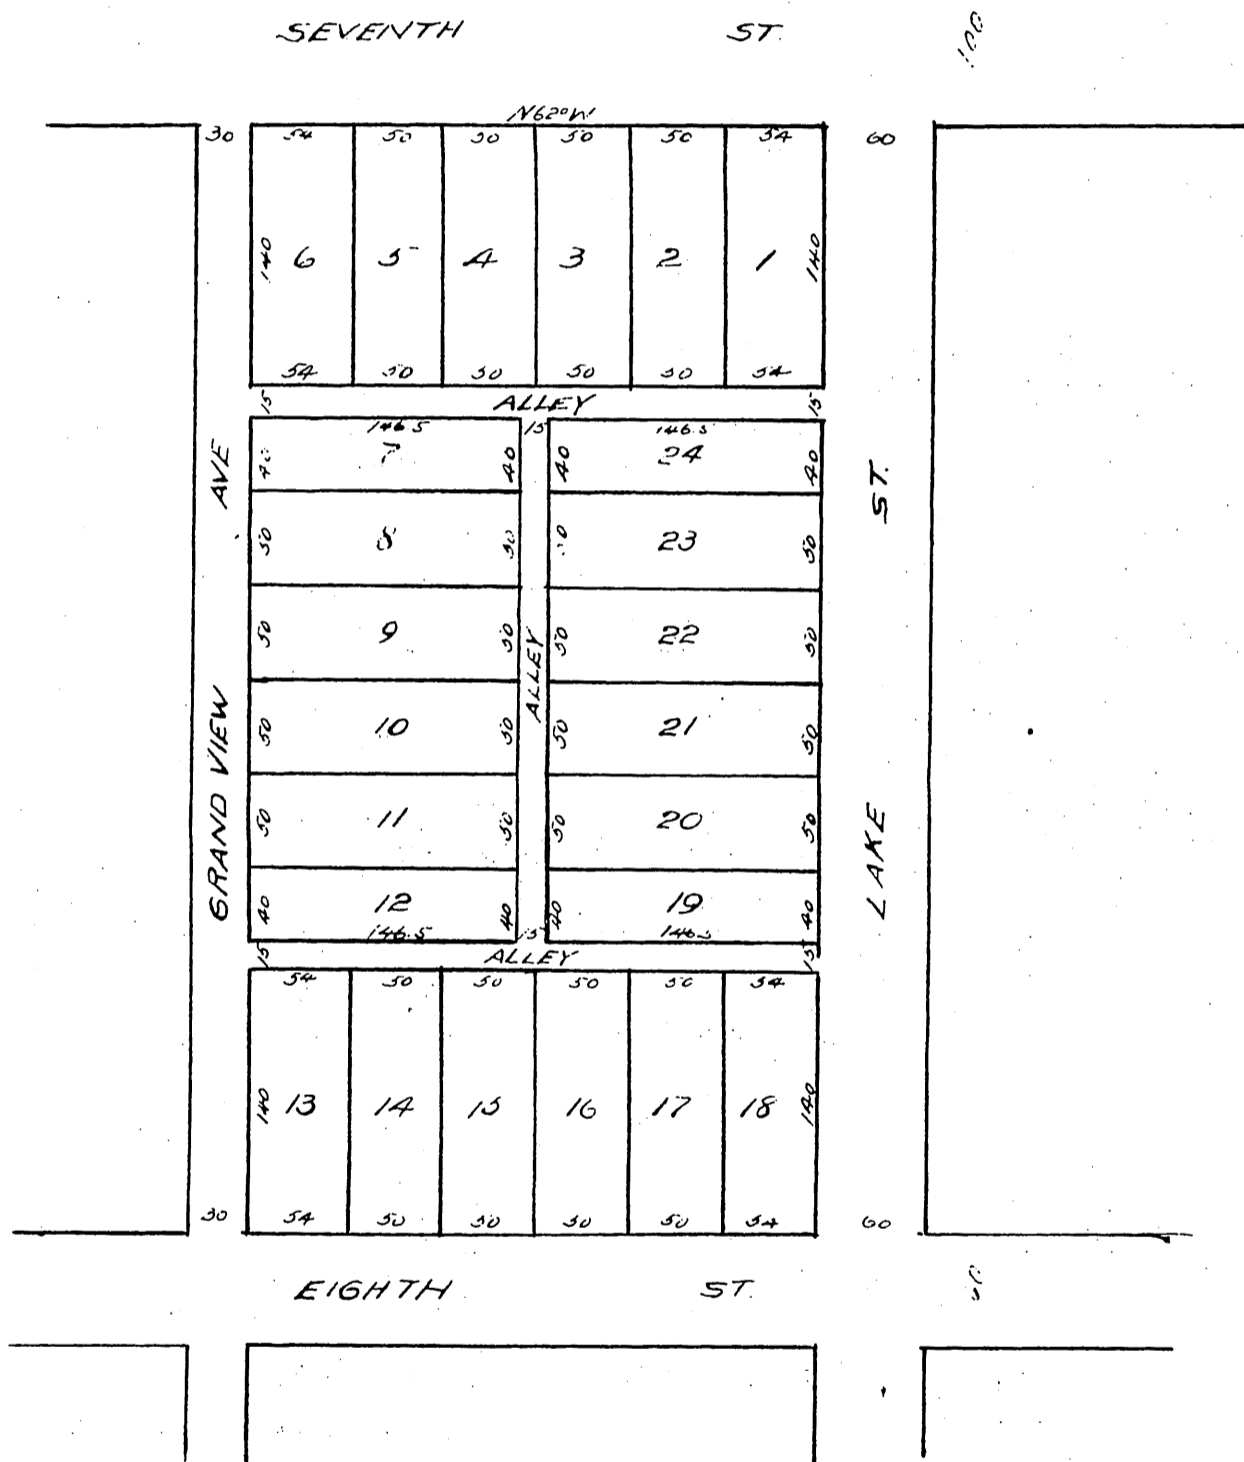 SEVENTH ST. 100
N62°W
30 54 50 50 50 50 54 60
140 6 5 4 3 2 1 140
54 50 50 50 50 54
15 ALLEY 15
146.5 15 146.5
40 7 40 40 24 40
50 8 50 50 23 50
50 9 50 50 22 50
50 10 50 50 21 50
50 11 50 50 20 50
40 12 40 40 19 40
146.5 15 146.5
ALLEY
GRAND VIEW AVE
LAKE ST.
15 ALLEY 15
54 50 50 50 50 54
140 13 14 15 16 17 18 140
30 54 50 50 50 50 54 60
EIGHTH ST.